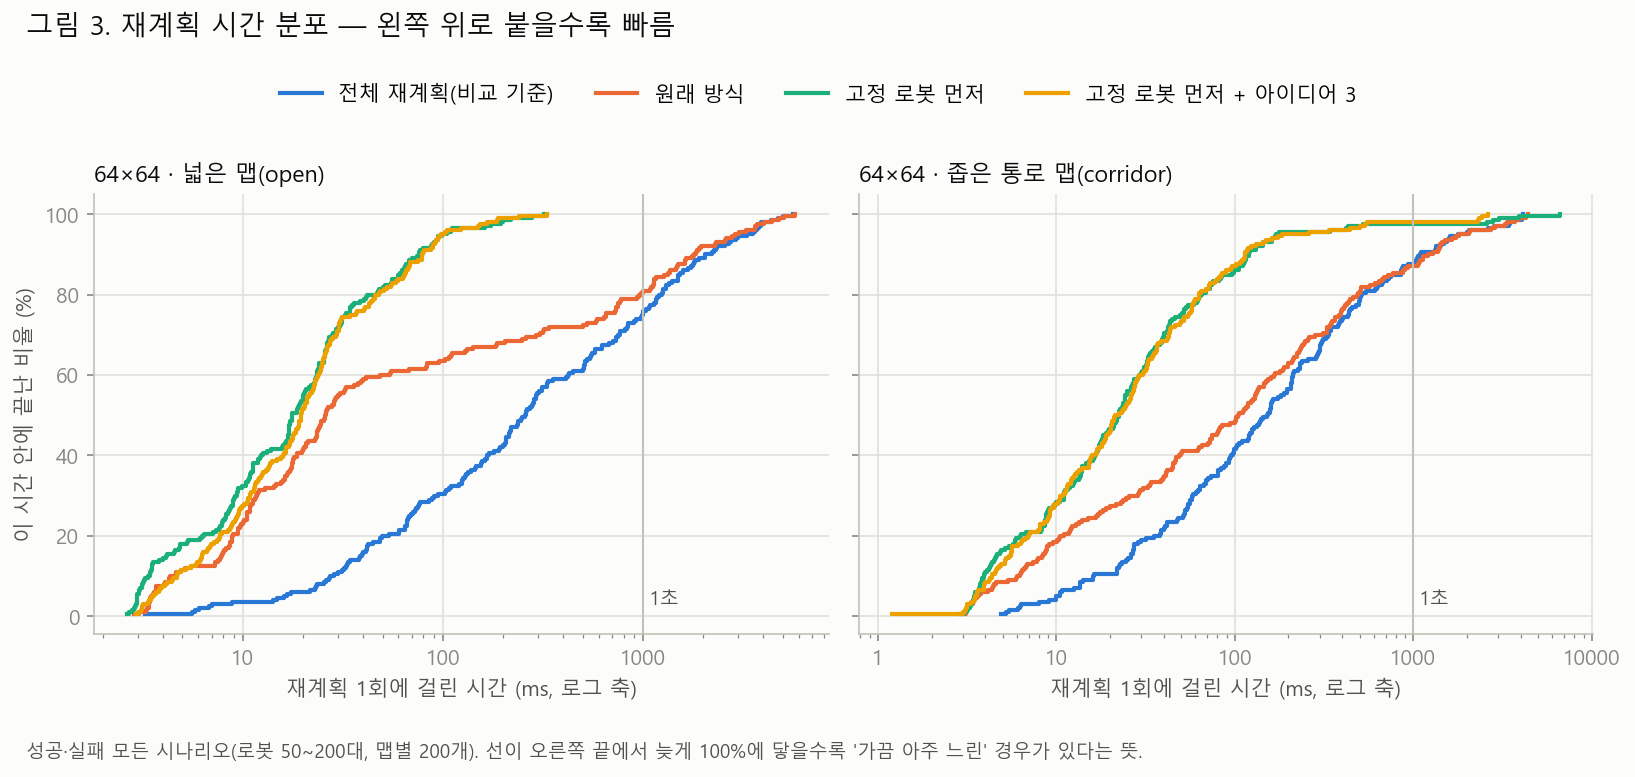 그림 3. 재계획 시간 분포 — 왼쪽 위로 붙을수록 빠름
전체 재계획(비교 기준)
원래 방식
고정 로봇 먼저
고정 로봇 먼저 + 아이디어 3
64×64 · 넓은 맵(open)
이 시간 안에 끝난 비율 (%)
100
80
60
40
20
0
1초
10
100
1000
재계획 1회에 걸린 시간 (ms, 로그 축)
64×64 · 좁은 통로 맵(corridor)
1초
1
10
100
1000
10000
재계획 1회에 걸린 시간 (ms, 로그 축)
성공·실패 모든 시나리오(로봇 50~200대, 맵별 200개). 선이 오른쪽 끝에서 늦게 100%에 닿을수록 '가끔 아주 느린' 경우가 있다는 뜻.